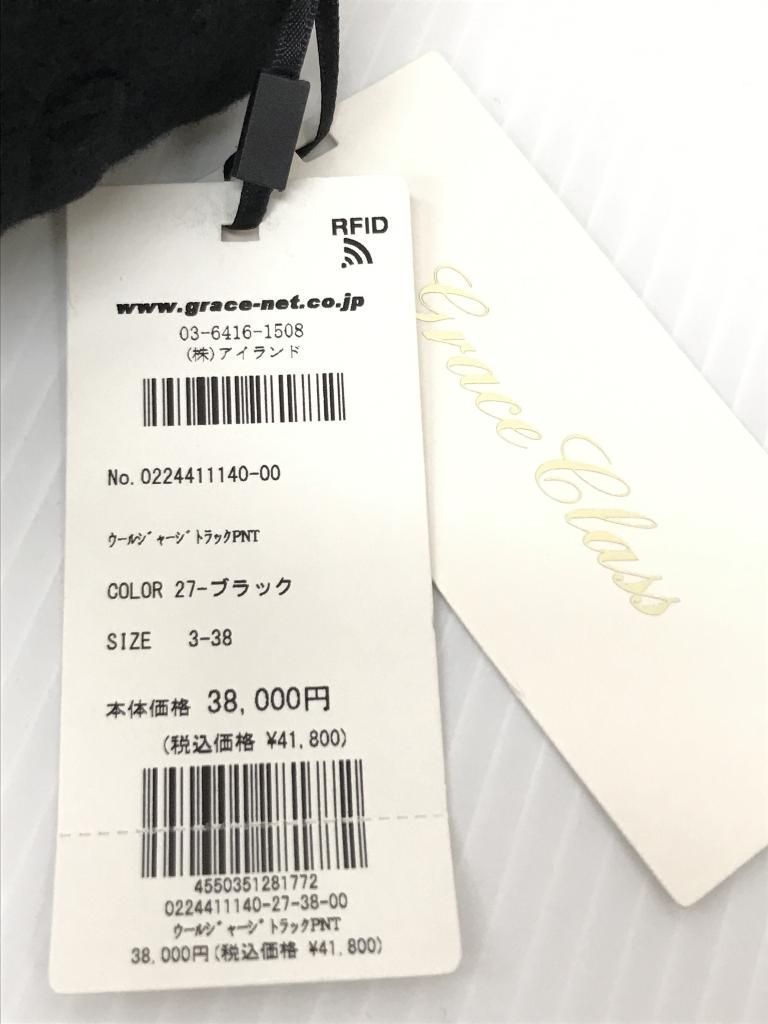 RFID
www.grace-net.co.jp
03-6416-1508
(株)アイランド
No. 0224411140-00
ｳｰﾙｼﾞｬｰｼﾞﾄﾗｯｸPNT
COLOR 27-ブラック
SIZE 3-38
本体価格 38,000円
(税込価格 ¥41,800)
4550351281772
0224411140-27-38-00
ｳｰﾙｼﾞｬｰｼﾞﾄﾗｯｸPNT
38,000円(税込価格 ¥41,800)
Grace Class